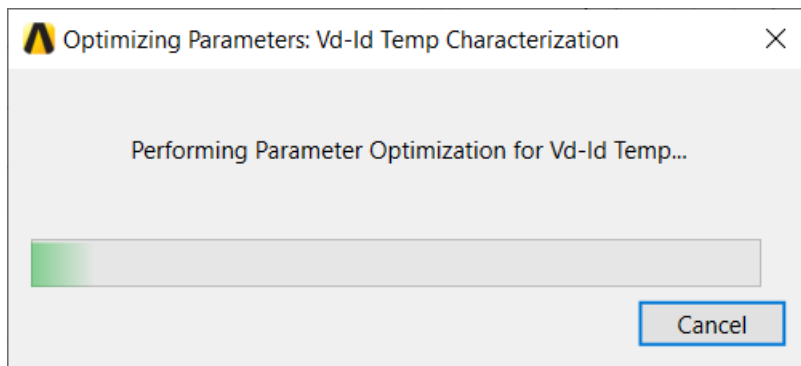 Optimizing Parameters: Vd-Id Temp Characterization
Performing Parameter Optimization for Vd-Id Temp...
Cancel